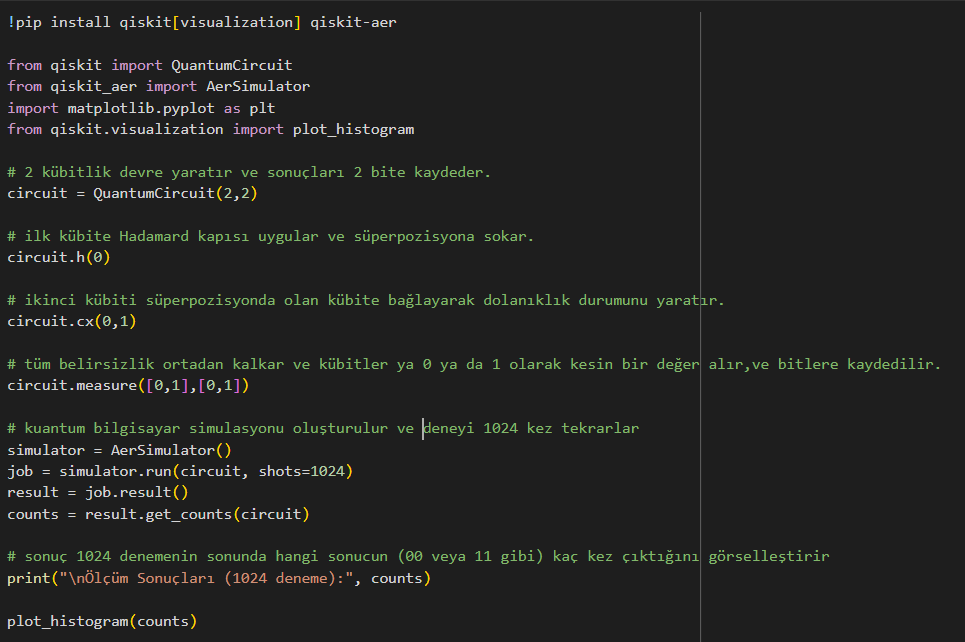 !pip install qiskit[visualization] qiskit-aer
from qiskit import QuantumCircuit
from qiskit_aer import AerSimulator
import matplotlib.pyplot as plt
from qiskit.visualization import plot_histogram
# 2 kübitlik devre yaratır ve sonuçları 2 bite kaydeder.
circuit = QuantumCircuit(2,2)
# ilk kübite Hadamard kapısı uygular ve süperpozisyona sokar.
circuit.h(0)
# ikinci kübiti süperpozisyonda olan kübite bağlayarak dolanıklık durumunu yaratır.
circuit.cx(0,1)
# tüm belirsizlik ortadan kalkar ve kübitler ya 0 ya da 1 olarak kesin bir değer alır,ve bitlere kaydedilir.
circuit.measure([0,1],[0,1])
# kuantum bilgisayar simulasyonu oluşturulur ve deneyi 1024 kez tekrarlar
simulator = AerSimulator()
job = simulator.run(circuit, shots=1024)
result = job.result()
counts = result.get_counts(circuit)
# sonuç 1024 denemenin sonunda hangi sonucun (00 veya 11 gibi) kaç kez çıktığını görselleştirir
print("\nÖlçüm Sonuçları (1024 deneme):", counts)
plot_histogram(counts)